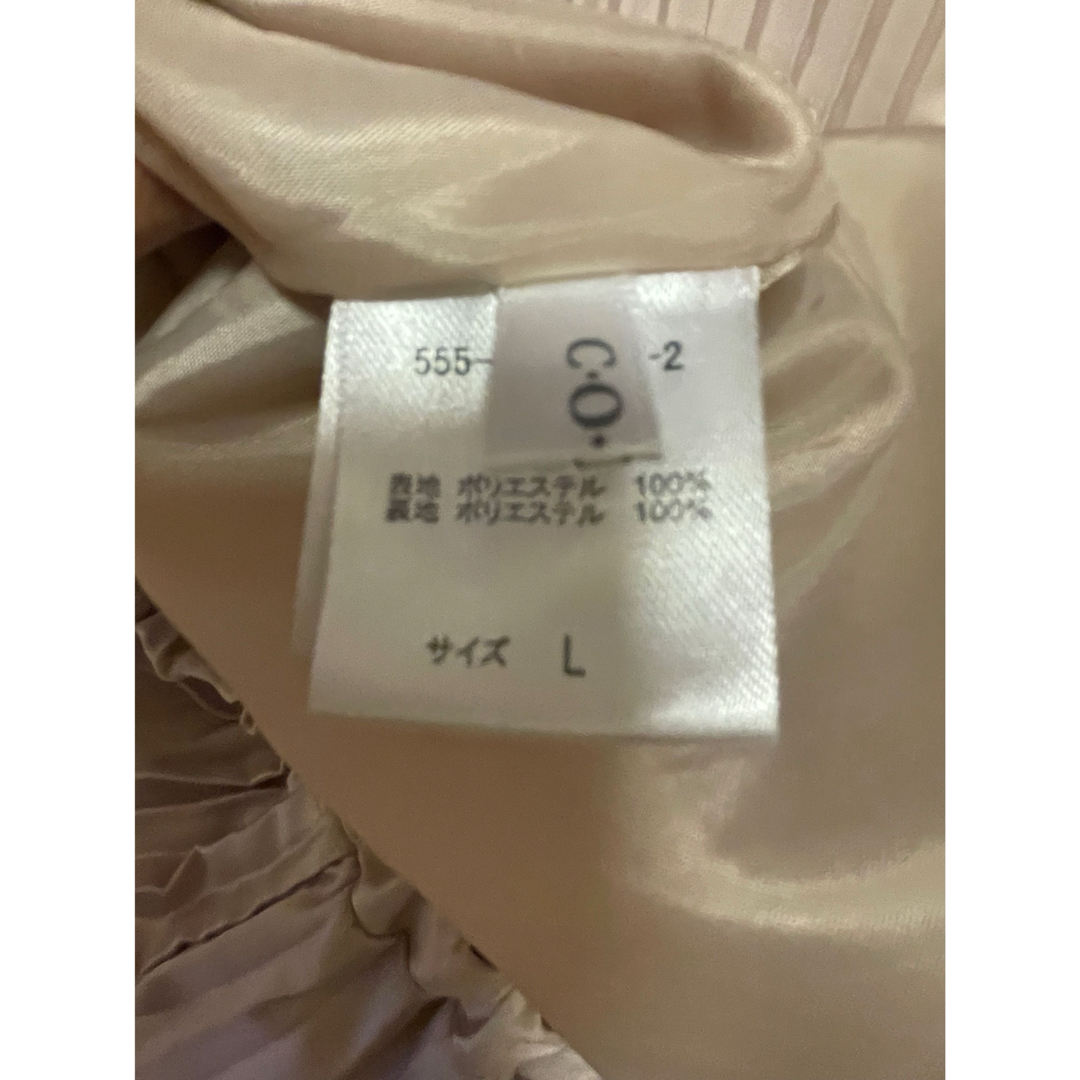 555- -2
C.O.
表地 ポリエステル 100%
裏地 ポリエステル 100%
サイズ L